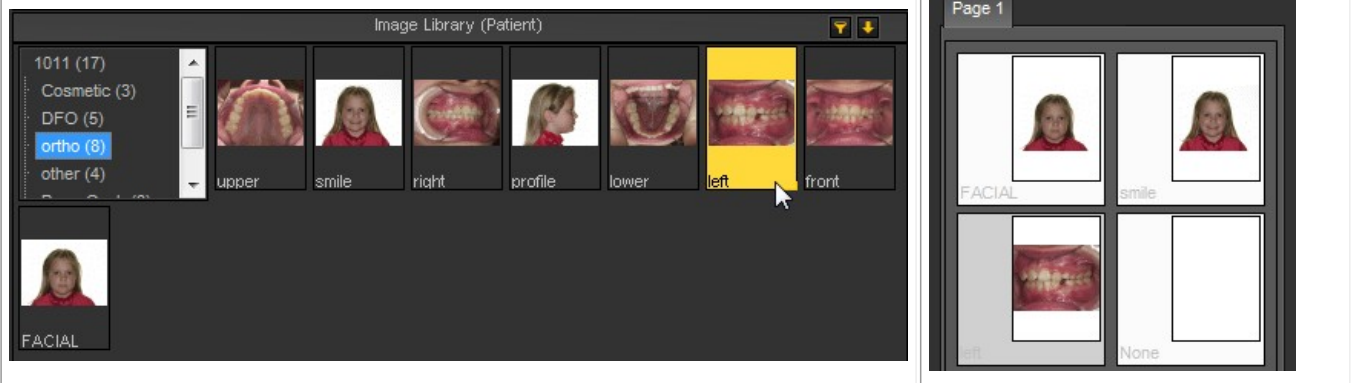 Image Library (Patient)
1011 (17)
Cosmetic (3)
DFO (5)
ortho (8)
other (4)
upper
smile
right
profile
lower
left
front
FACIAL
Page 1
FACIAL
smile
left
None